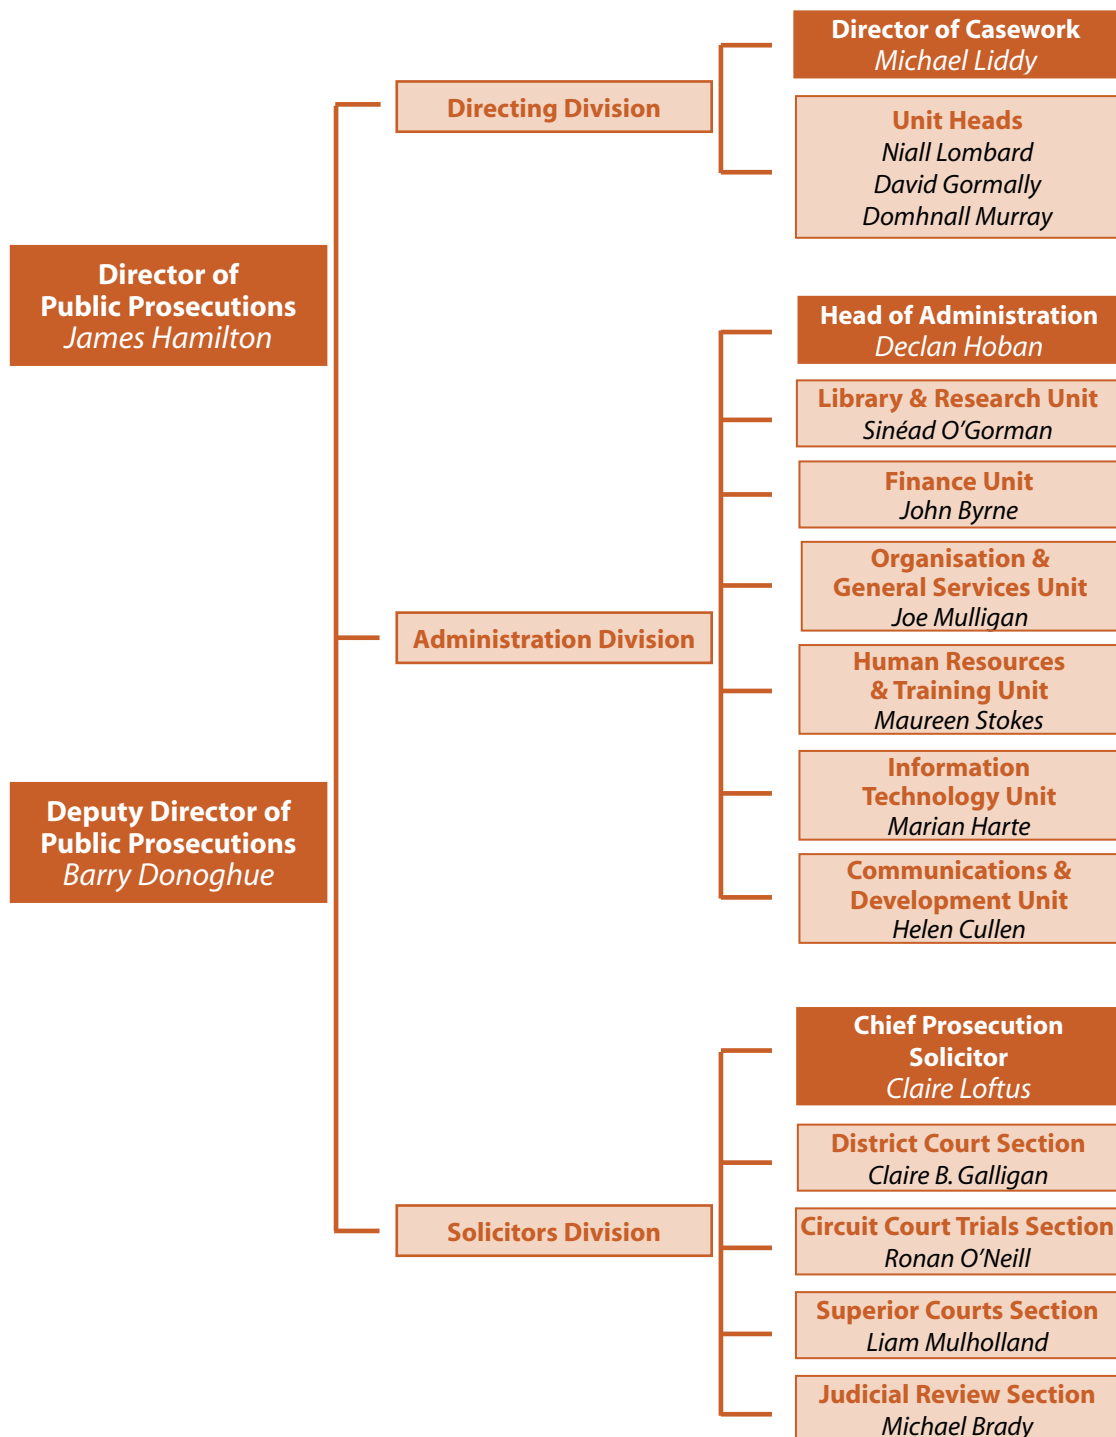 Director of
Public Prosecutions
James Hamilton
Deputy Director of
Public Prosecutions
Barry Donoghue
Directing Division
Director of Casework
Michael Liddy
Unit Heads
Niall Lombard
David Gormally
Domhnall Murray
Administration Division
Head of Administration
Declan Hoban
Library & Research Unit
Sinéad O’Gorman
Finance Unit
John Byrne
Organisation &
General Services Unit
Joe Mulligan
Human Resources
& Training Unit
Maureen Stokes
Information
Technology Unit
Marian Harte
Communications &
Development Unit
Helen Cullen
Solicitors Division
Chief Prosecution
Solicitor
Claire Loftus
District Court Section
Claire B. Galligan
Circuit Court Trials Section
Ronan O’Neill
Superior Courts Section
Liam Mulholland
Judicial Review Section
Michael Brady